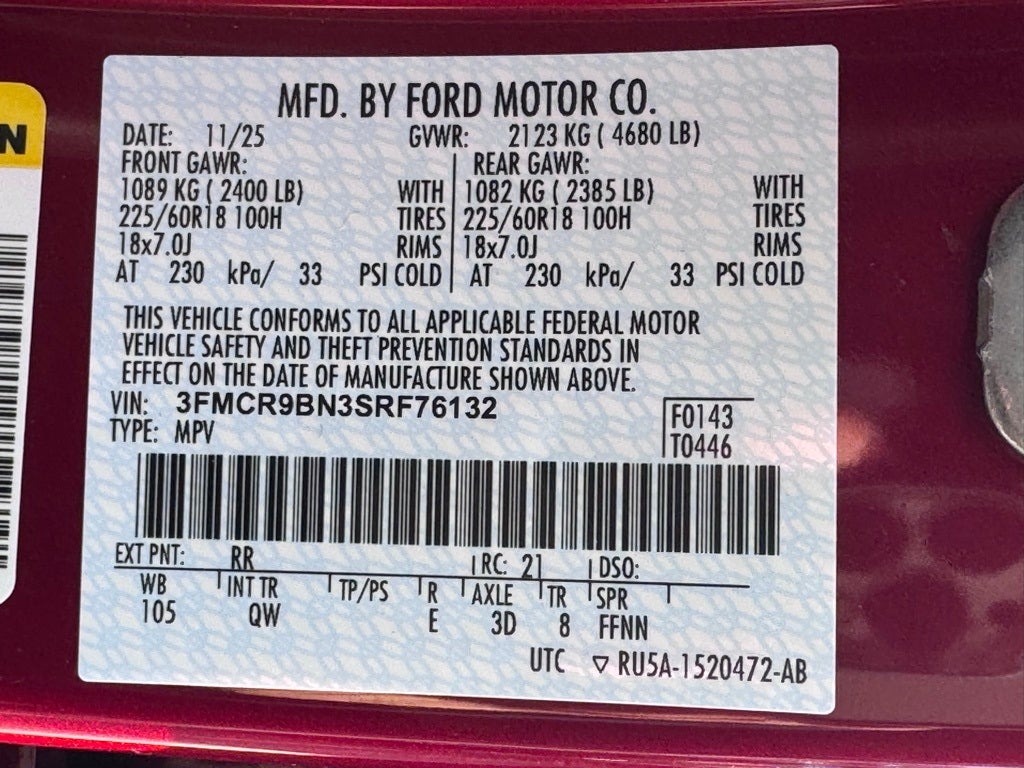 N
MFD. BY FORD MOTOR CO.
DATE: 11/25 GVWR: 2123 KG ( 4680 LB)
FRONT GAWR: REAR GAWR:
1089 KG ( 2400 LB) WITH 1082 KG ( 2385 LB) WITH
225/60R18 100H TIRES 225/60R18 100H TIRES
18x7.0J RIMS 18x7.0J RIMS
AT 230 kPa/ 33 PSI COLD AT 230 kPa/ 33 PSI COLD
THIS VEHICLE CONFORMS TO ALL APPLICABLE FEDERAL MOTOR
VEHICLE SAFETY AND THEFT PREVENTION STANDARDS IN
EFFECT ON THE DATE OF MANUFACTURE SHOWN ABOVE.
VIN: 3FMCR9BN3SRF76132
TYPE: MPV
F0143
T0446
EXT PNT: RR RC: 21 DSO:
WB INT TR TP/PS R AXLE TR SPR
105 QW E 3D 8 FFNN
UTC ▽ RU5A-1520472-AB